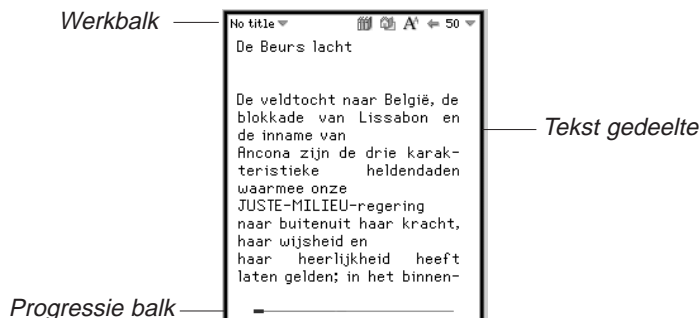 Werkbalk
No title 50
De Beurs lacht
De veldtocht naar België, de
blokkade van Lissabon en
de inname van
Ancona zijn de drie karak-
teristieke heldendaden
waarmee onze
JUSTE-MILIEU-regering
naar buitenuit haar kracht,
haar wijsheid en
haar heerlijkheid heeft
laten gelden; in het binnen-
Tekst gedeelte
Progressie balk